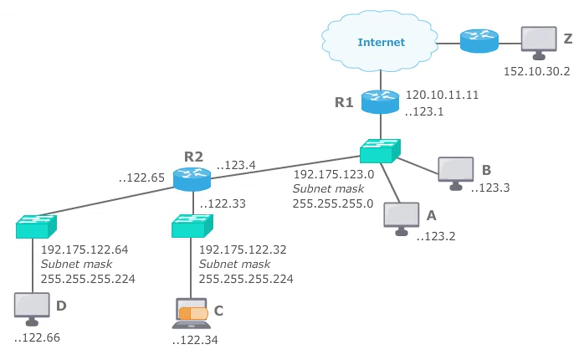 Z
Internet
152.10.30.2
R1
120.10.11.11
..123.1
R2
..123.4
192.175.123.0
Subnet mask
255.255.255.0
B
..123.3
A
..123.2
..122.65
..122.33
192.175.122.64
Subnet mask
255.255.255.224
192.175.122.32
Subnet mask
255.255.255.224
D
..122.66
C
..122.34